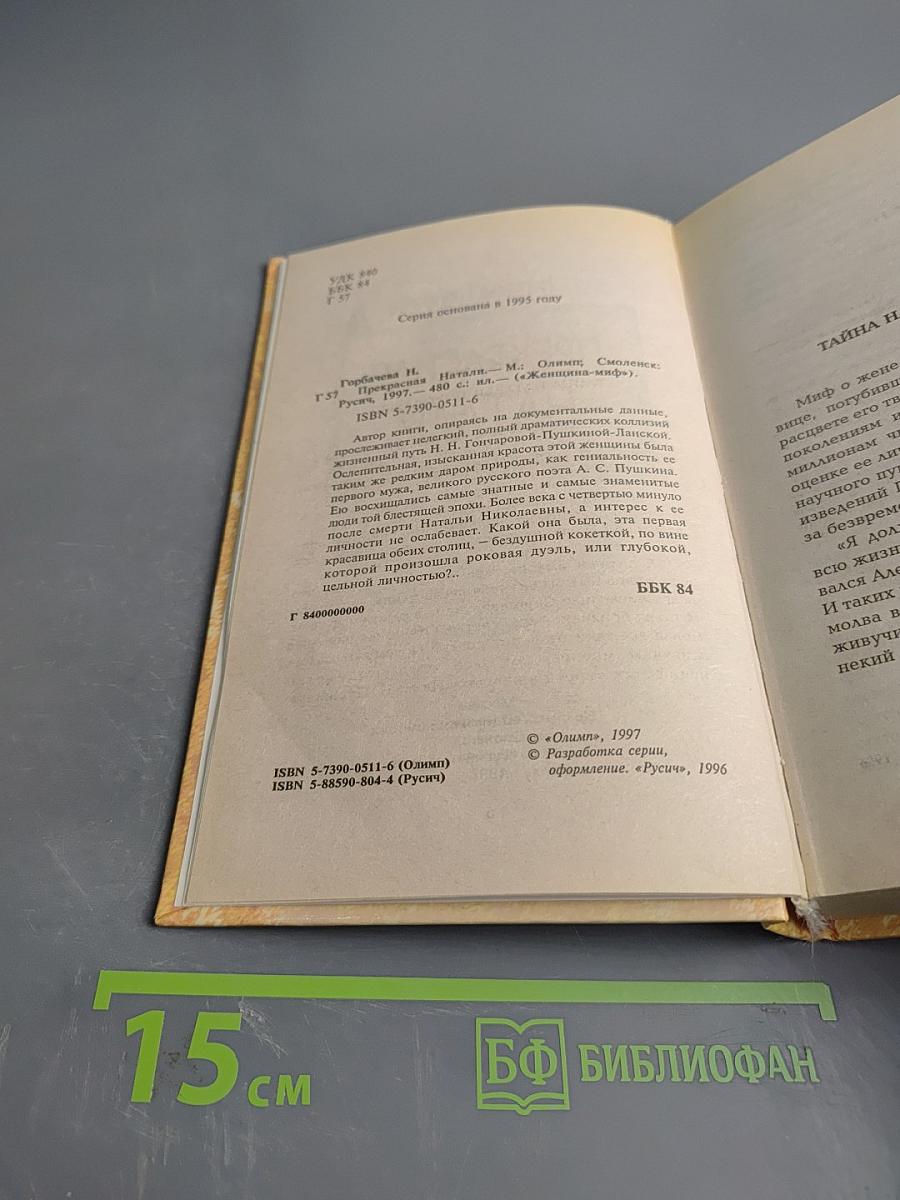 УДК 840
ББК 84
Г 57
Серия основана в 1995 году
Горбачева Н.
Г 57 Прекрасная Натали.— М.: Олимп; Смоленск:
Русич, 1997.— 480 с.: ил.— («Женщина-миф»).
ISBN 5-7390-0511-6
Автор книги, опираясь на документальные данные,
прослеживает нелегкий, полный драматических коллизий
жизненный путь Н. Н. Гончаровой-Пушкиной-Ланской.
Ослепительная, изысканная красота этой женщины была
таким же редким даром природы, как гениальность ее
первого мужа, великого русского поэта А. С. Пушкина.
Ею восхищались самые знатные и самые знаменитые
люди той блестящей эпохи. Более века с четвертью минуло
после смерти Натальи Николаевны, а интерес к ее
личности не ослабевает. Какой она была, эта первая
красавица обеих столиц, – бездушной кокеткой, по вине
которой произошла роковая дуэль, или глубокой,
цельной личностью?..
ББК 84
Г 8400000000
© «Олимп», 1997
© Разработка серии,
оформление. «Русич», 1996
ISBN 5-7390-0511-6 (Олимп)
ISBN 5-88590-804-4 (Русич)
ТАЙНА Н
Миф о жене
вице, погубивш
расцвете его тв
поколениям и
миллионам чи
оценке ее лич
научного пу
изведений П
за безвреме
«Я дол
всю жизн
вался Але
И таких
молва в
живучи
некий
15 см
БФ БИБЛИОФАН